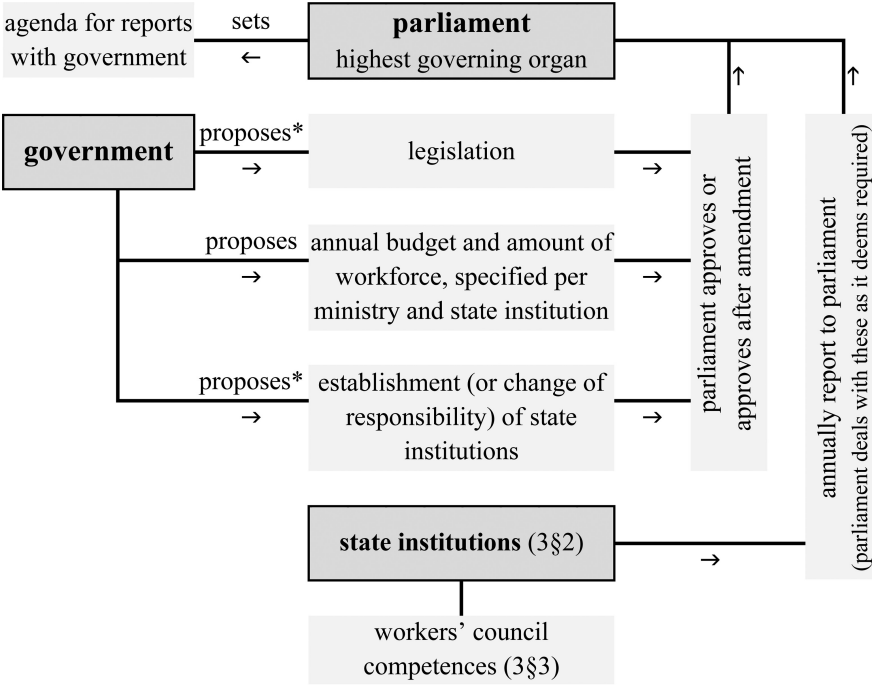 agenda for reports
with government
sets
←
parliament
highest governing organ
government
proposes*
→
legislation
→
proposes
→
annual budget and amount of
workforce, specified per
ministry and state institution
→
proposes*
→
establishment (or change of
responsibility) of state
institutions
→
parliament approves or
approves after amendment
↑
annually report to parliament
(parliament deals with these as it deems required)
↑
state institutions (3§2)
→
workers’ council
competences (3§3)